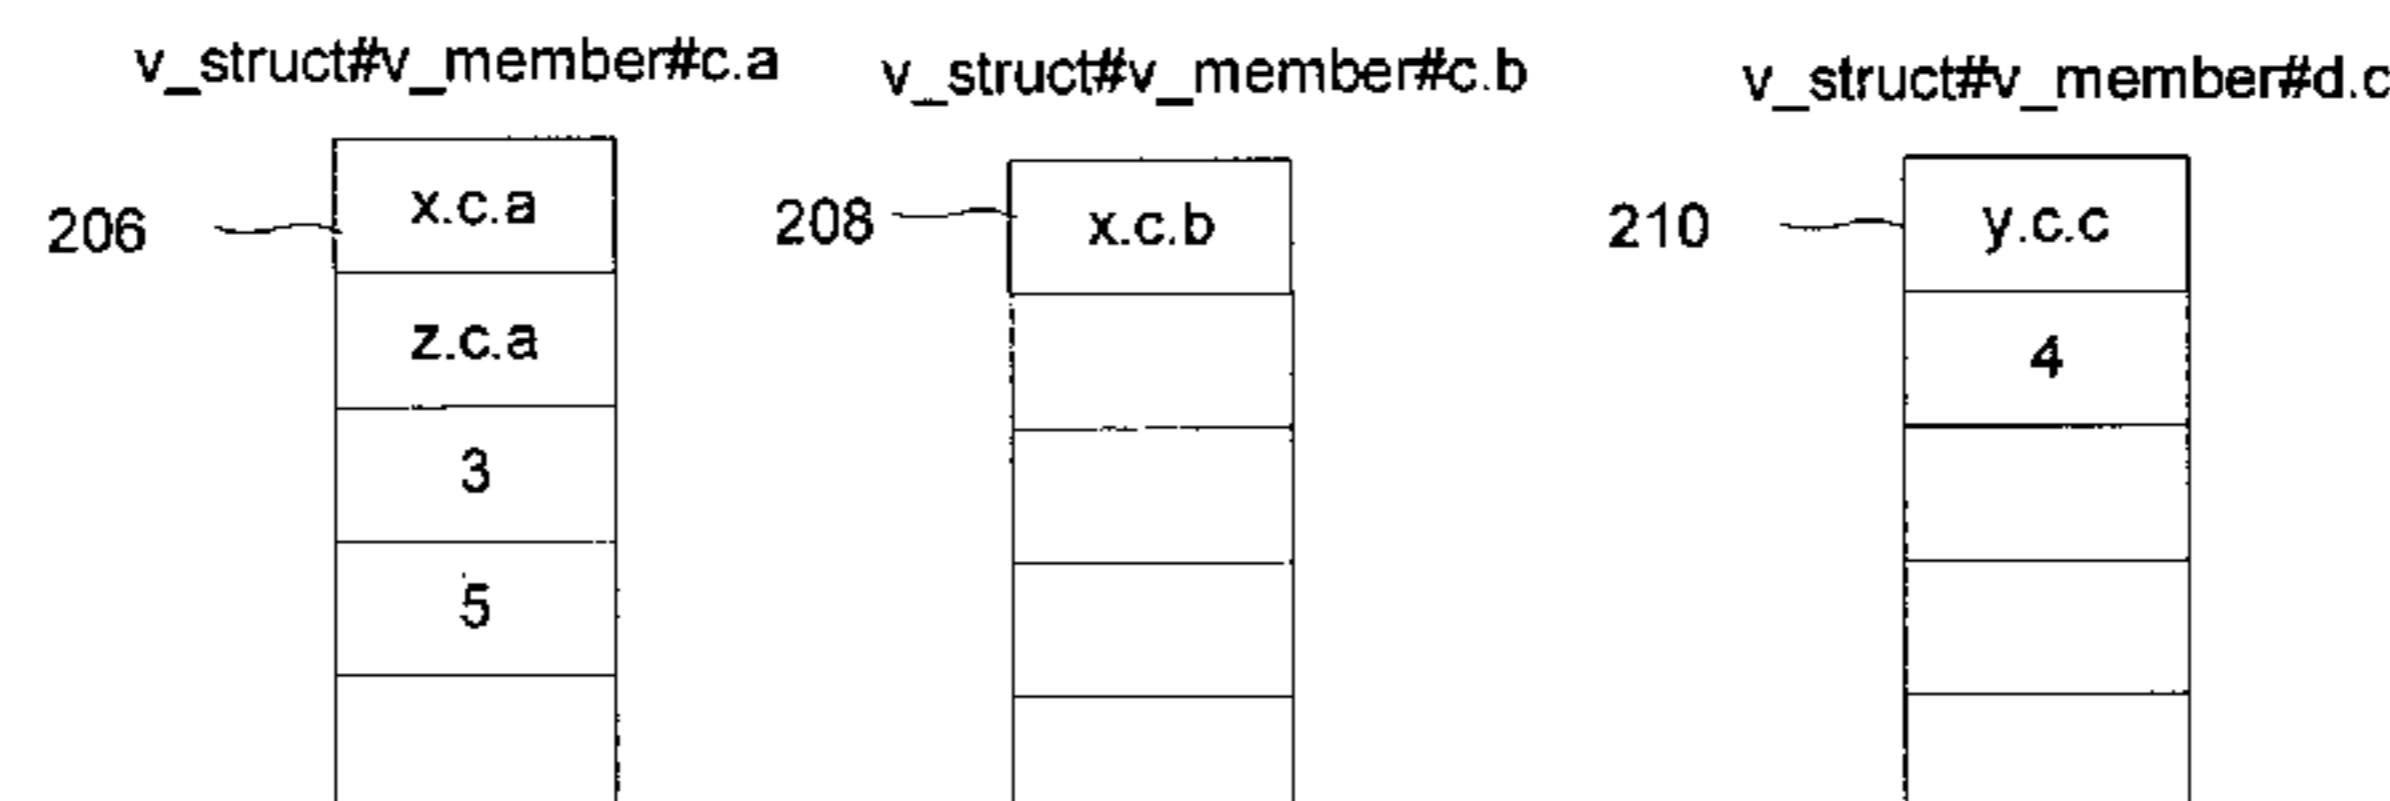 v_struct#v_member#c.a v_struct#v_member#c.b v_struct#v_member#d.c
206 x.c.a 208 x.c.b 210 y.c.c
z.c.a 4
3
5